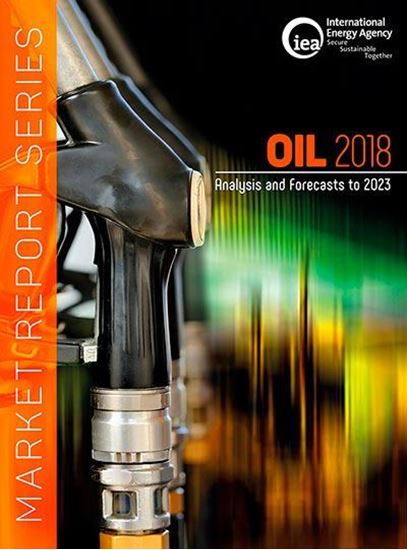 International
Energy Agency
Secure
Sustainable
Together
iea
OIL 2018
Analysis and Forecasts to 2023
MARKET REPORT SERIES